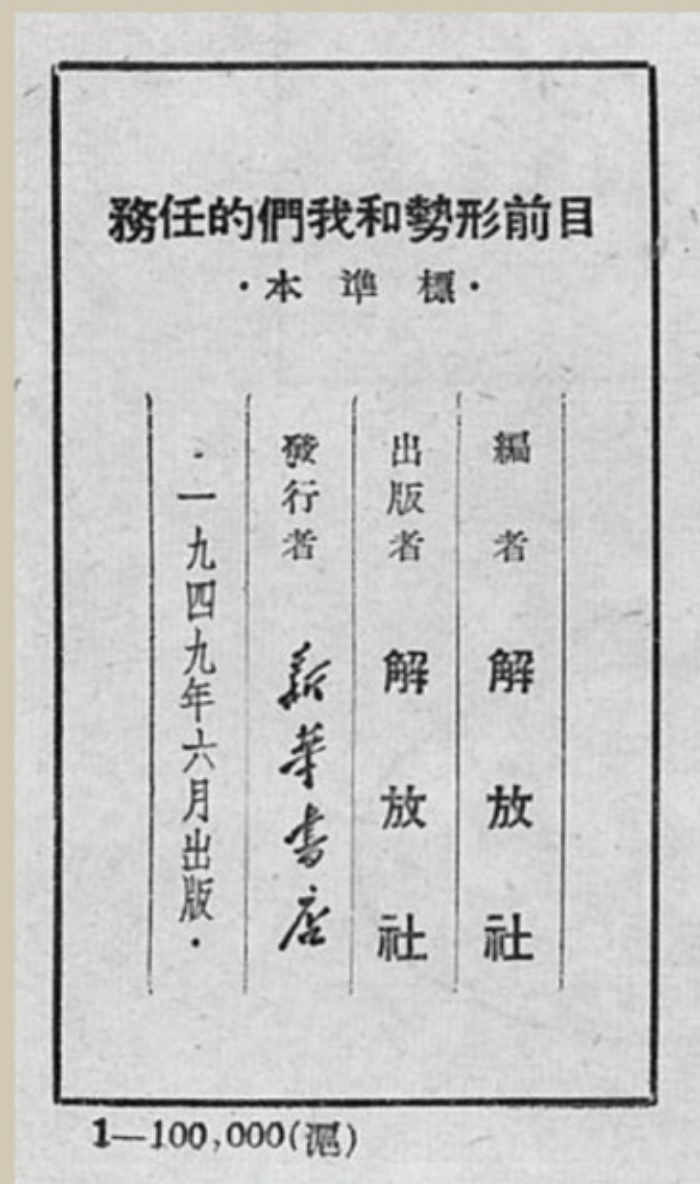 目前形勢和我們的任務
·標準本·
編者 解放社
出版者 解放社
發行者 新華書店
·一九四九年六月出版·
1—100,000(滬)